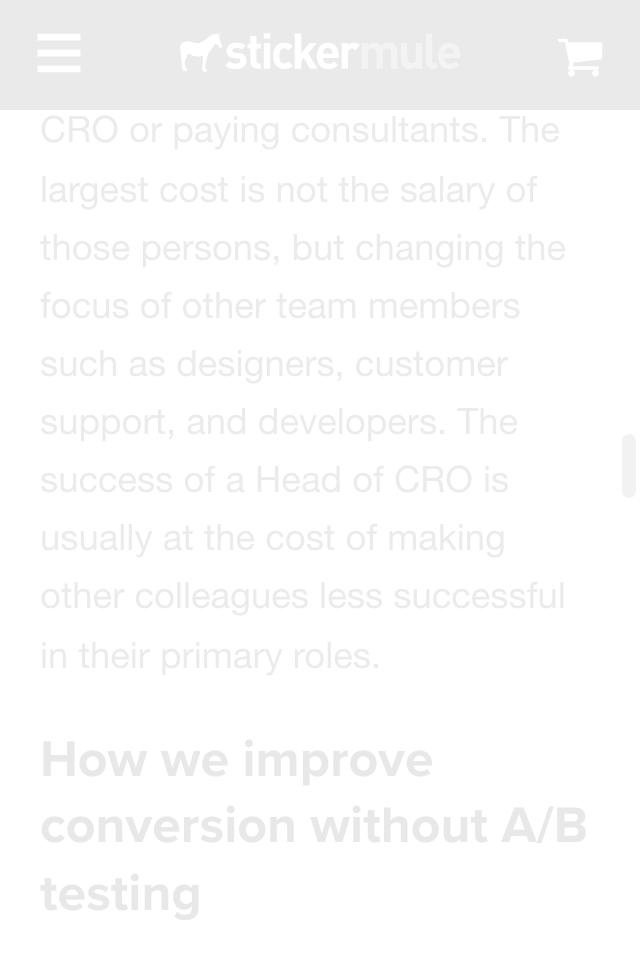 stickermule
CRO or paying consultants. The
largest cost is not the salary of
those persons, but changing the
focus of other team members
such as designers, customer
support, and developers. The
success of a Head of CRO is
usually at the cost of making
other colleagues less successful
in their primary roles.
How we improve
conversion without A/B
testing